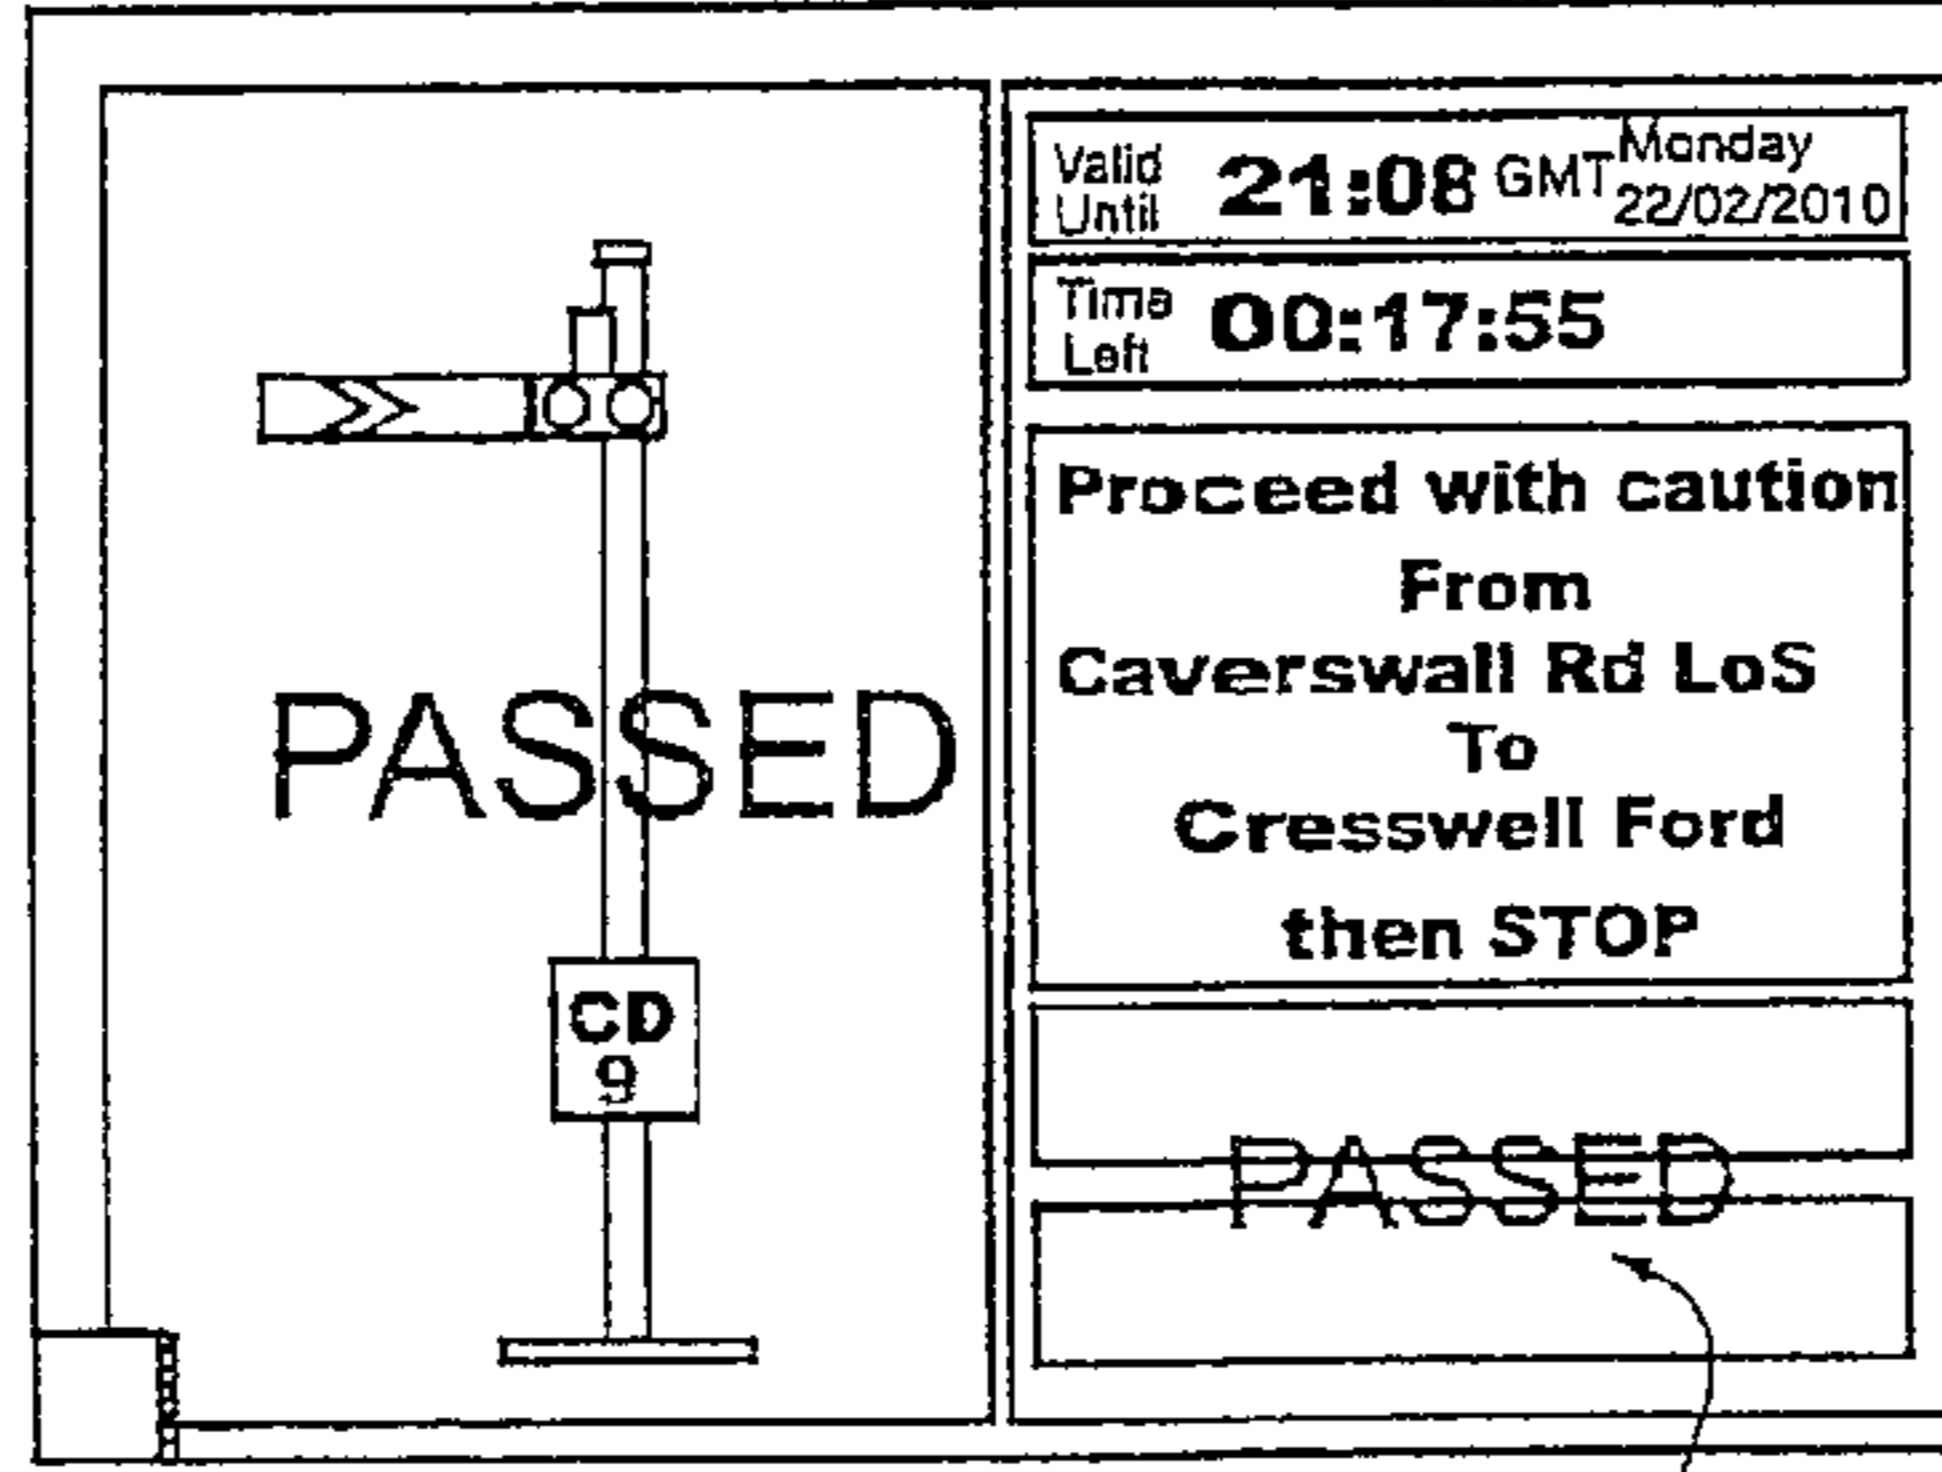 PASSED
CD
9
Valid
Until
21:08 GMT
Monday
22/02/2010
Time
Left
00:17:55
Proceed with caution
From
Caverswall Rd LoS
To
Cresswell Ford
then STOP
PASSED